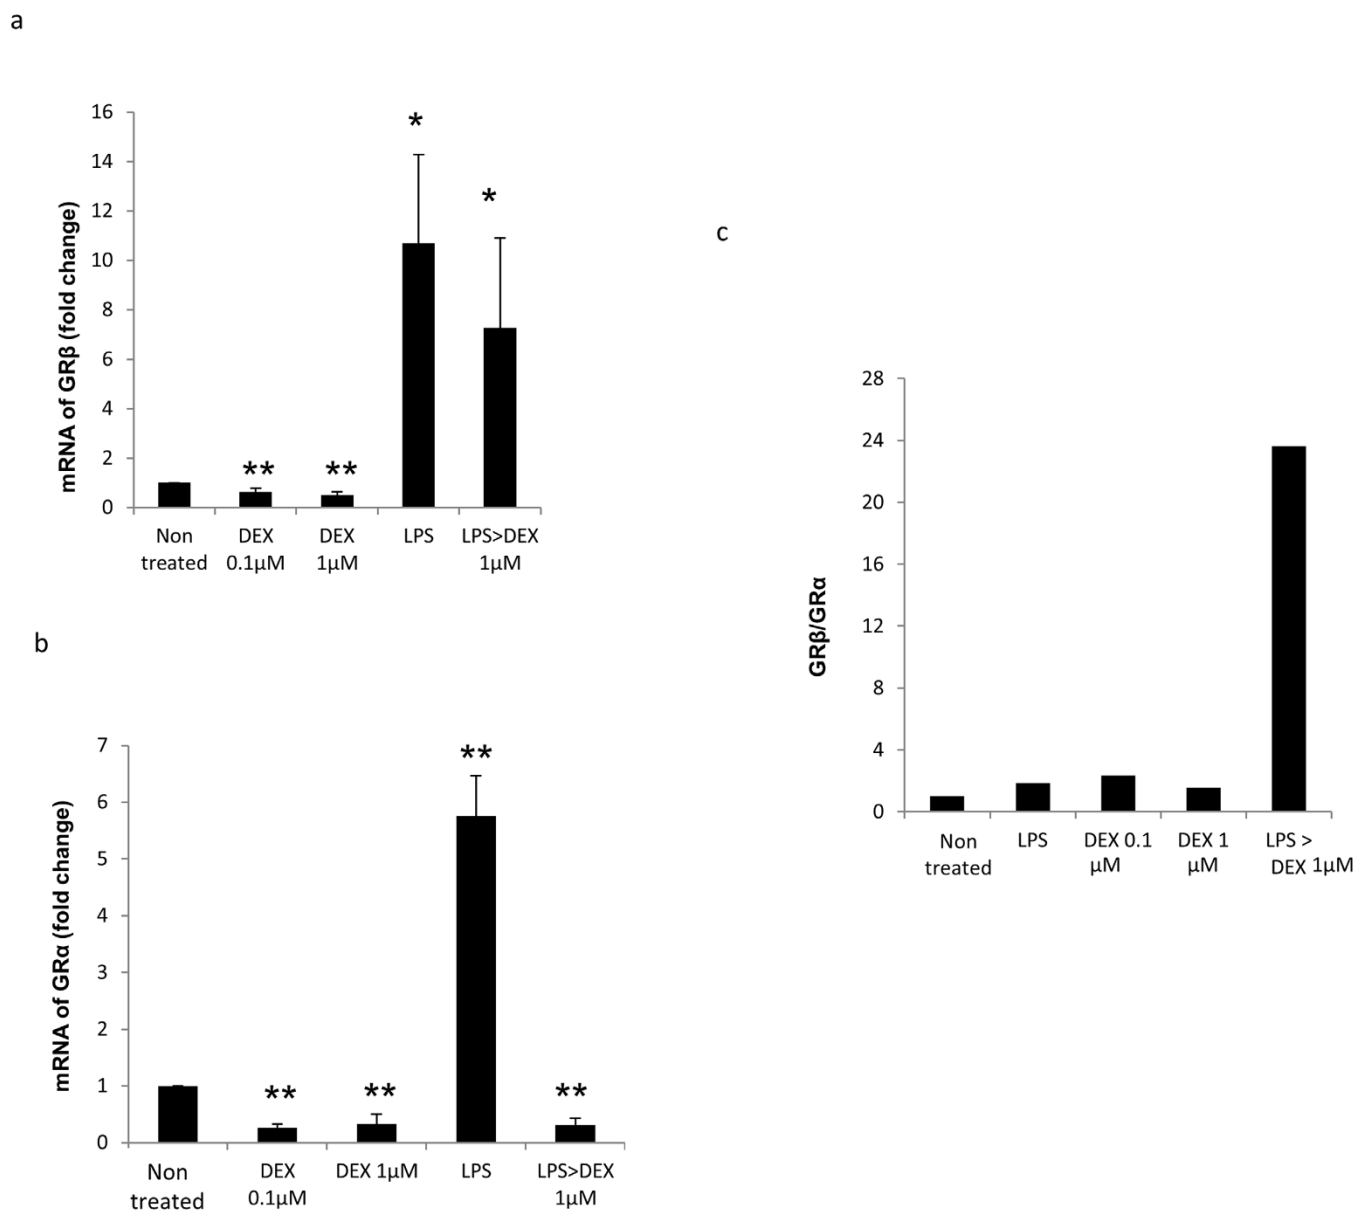 a
mRNA of GRβ (fold change)
16
14
12
10
8
6
4
2
0
*
*
**
**
Non
treated
DEX
0.1μM
DEX
1μM
LPS
LPS>DEX
1μM
b
mRNA of GRα (fold change)
7
6
5
4
3
2
1
0
**
**
**
**
Non
treated
DEX
0.1μM
DEX 1μM
LPS
LPS>DEX
1μM
c
GRβ/GRα
28
24
20
16
12
8
4
0
Non
treated
LPS
DEX 0.1
μM
DEX 1
μM
LPS >
DEX 1μM